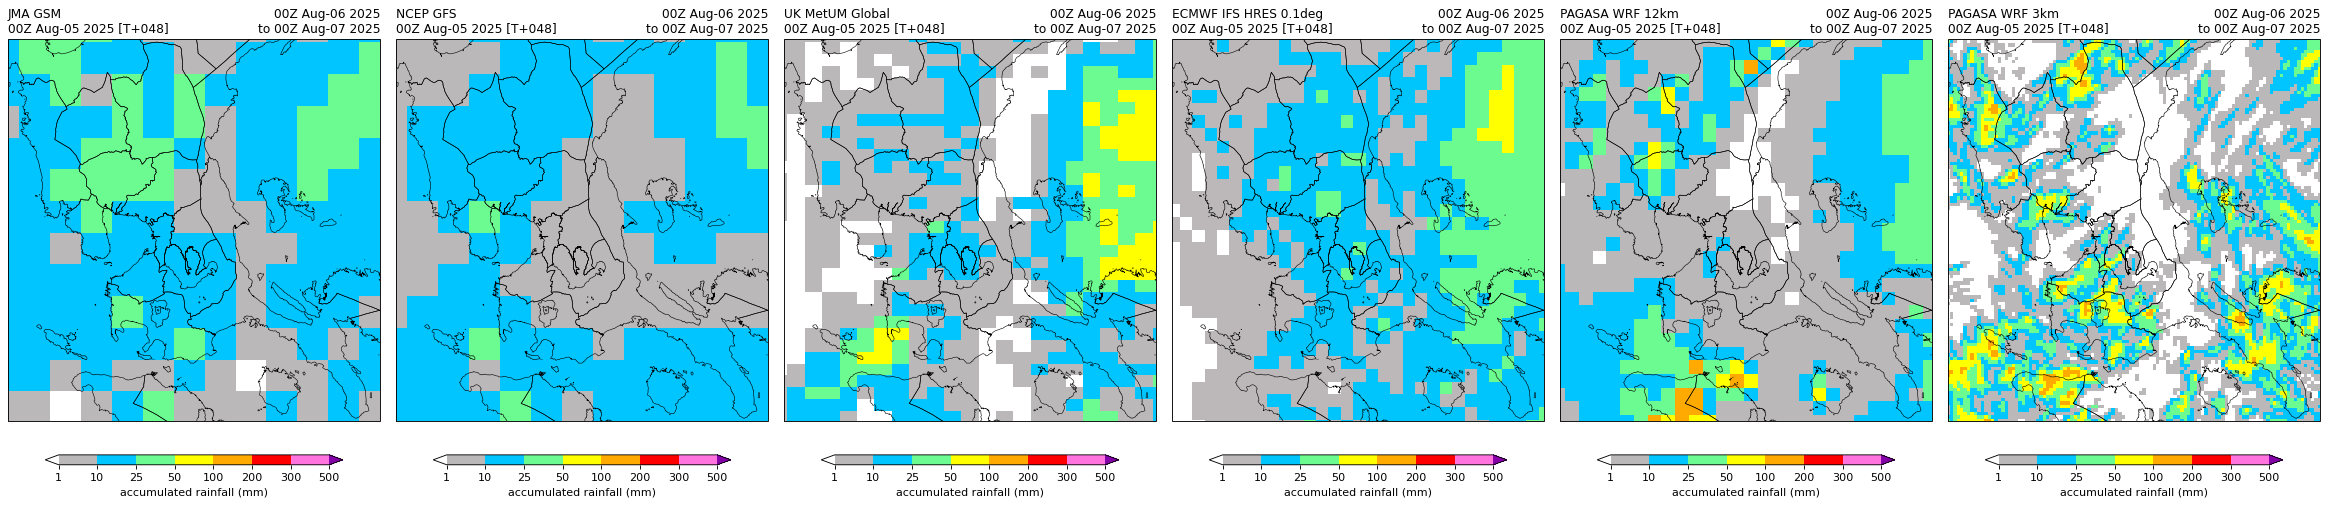 JMA GSM 00Z Aug-06 2025
00Z Aug-05 2025 [T+048] to 00Z Aug-07 2025
NCEP GFS 00Z Aug-06 2025
00Z Aug-05 2025 [T+048] to 00Z Aug-07 2025
UK MetUM Global 00Z Aug-06 2025
00Z Aug-05 2025 [T+048] to 00Z Aug-07 2025
ECMWF IFS HRES 0.1deg 00Z Aug-06 2025
00Z Aug-05 2025 [T+048] to 00Z Aug-07 2025
PAGASA WRF 12km 00Z Aug-06 2025
00Z Aug-05 2025 [T+048] to 00Z Aug-07 2025
PAGASA WRF 3km 00Z Aug-06 2025
00Z Aug-05 2025 [T+048] to 00Z Aug-07 2025
1 10 25 50 100 200 300 500
accumulated rainfall (mm)
1 10 25 50 100 200 300 500
accumulated rainfall (mm)
1 10 25 50 100 200 300 500
accumulated rainfall (mm)
1 10 25 50 100 200 300 500
accumulated rainfall (mm)
1 10 25 50 100 200 300 500
accumulated rainfall (mm)
1 10 25 50 100 200 300 500
accumulated rainfall (mm)